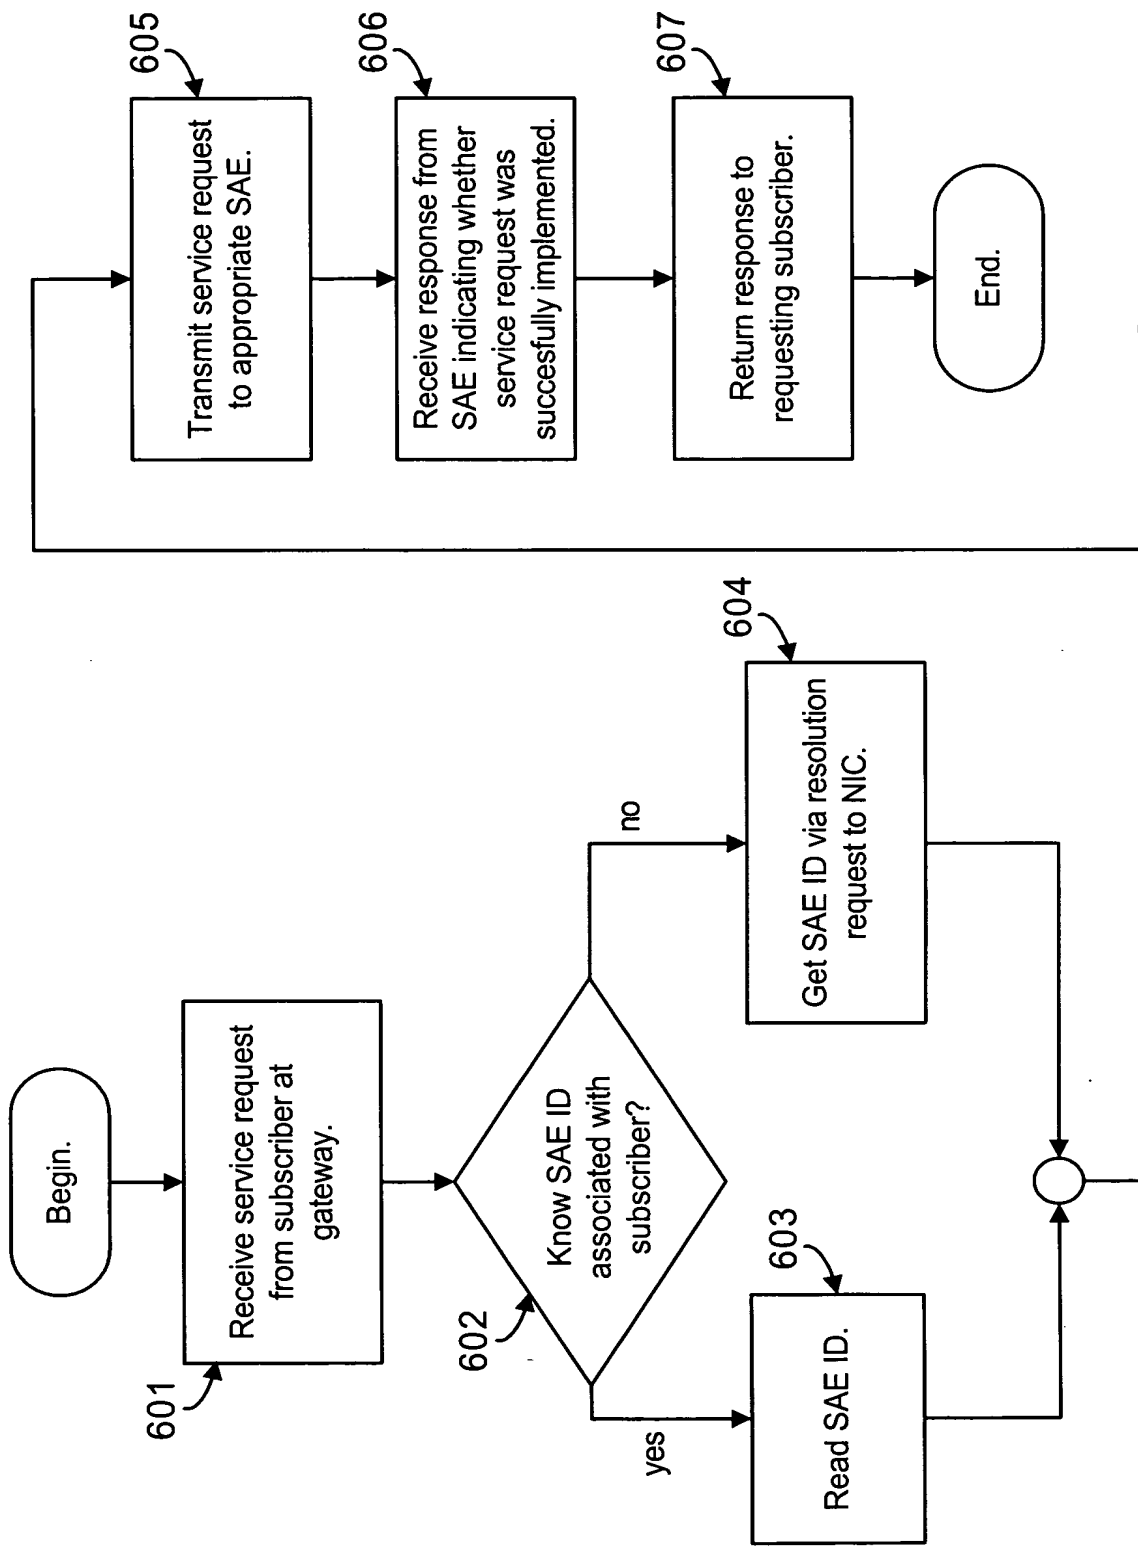 Begin.
601
Receive service request
from subscriber at
gateway.
602
Know SAE ID
associated with
subscriber?
yes
no
603
Read SAE ID.
604
Get SAE ID via resolution
request to NIC.
605
Transmit service request
to appropriate SAE.
606
Receive response from
SAE indicating whether
service request was
succesfully implemented.
607
Return response to
requesting subscriber.
End.